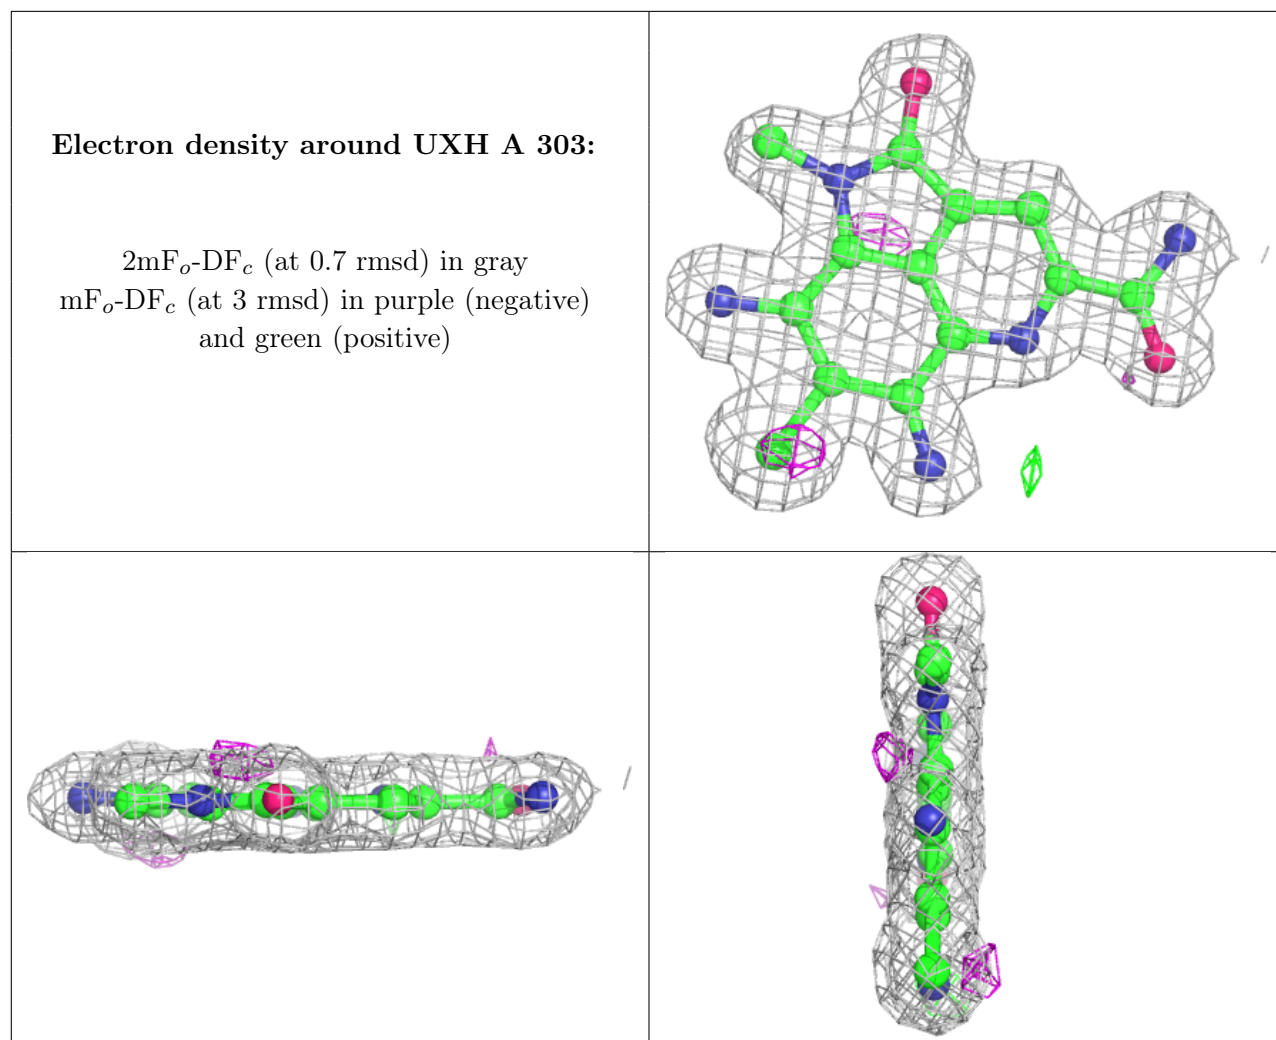 Electron density around UXH A 303:
2mFo-DFc (at 0.7 rmsd) in gray
mFo-DFc (at 3 rmsd) in purple (negative)
and green (positive)